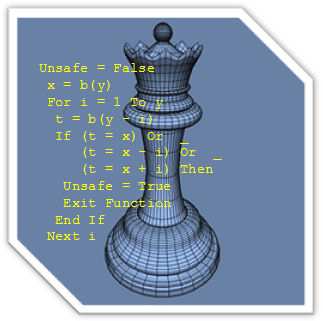 Unsafe = False
x = b(y)
For i = 1 To y
t = b(y - i)
If (t = x) Or _
(t = x - i) Or _
(t = x + i) Then
Unsafe = True
Exit Function
End If
Next i